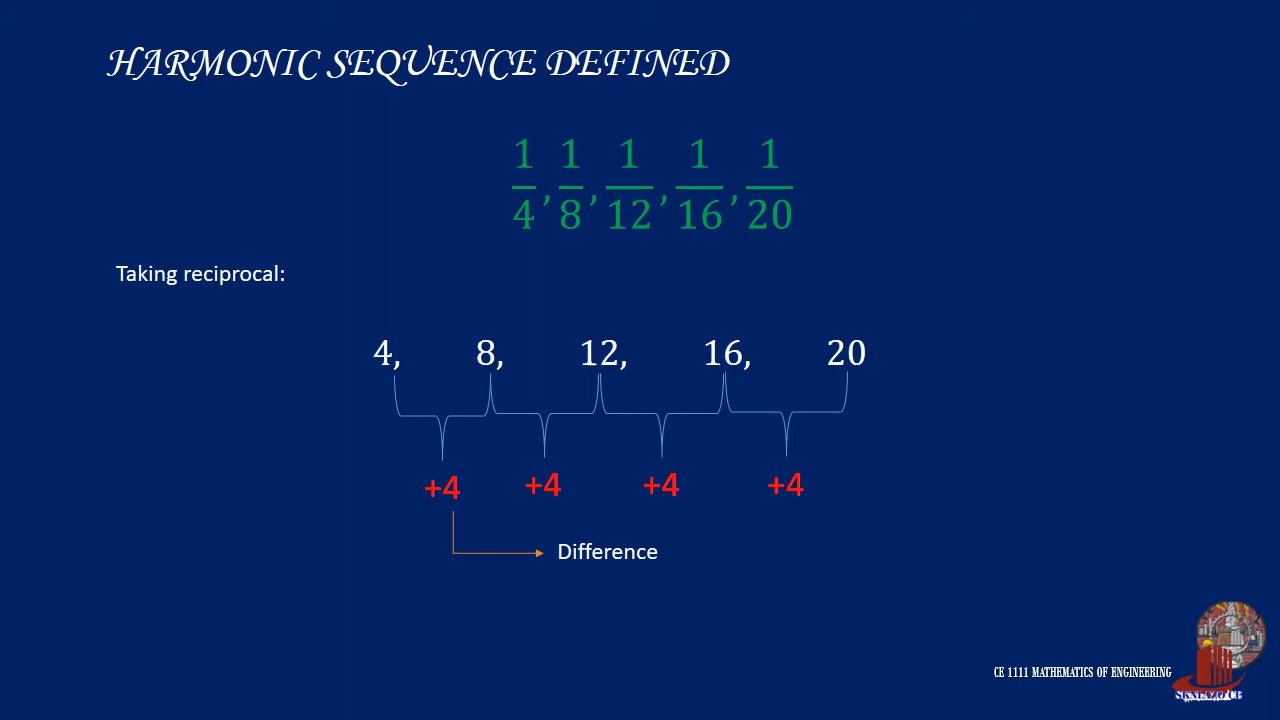 HARMONIC SEQUENCE DEFINED
1/4, 1/8, 1/12, 1/16, 1/20
Taking reciprocal:
4, 8, 12, 16, 20
+4 +4 +4 +4
Difference
CE 1111 MATHEMATICS OF ENGINEERING